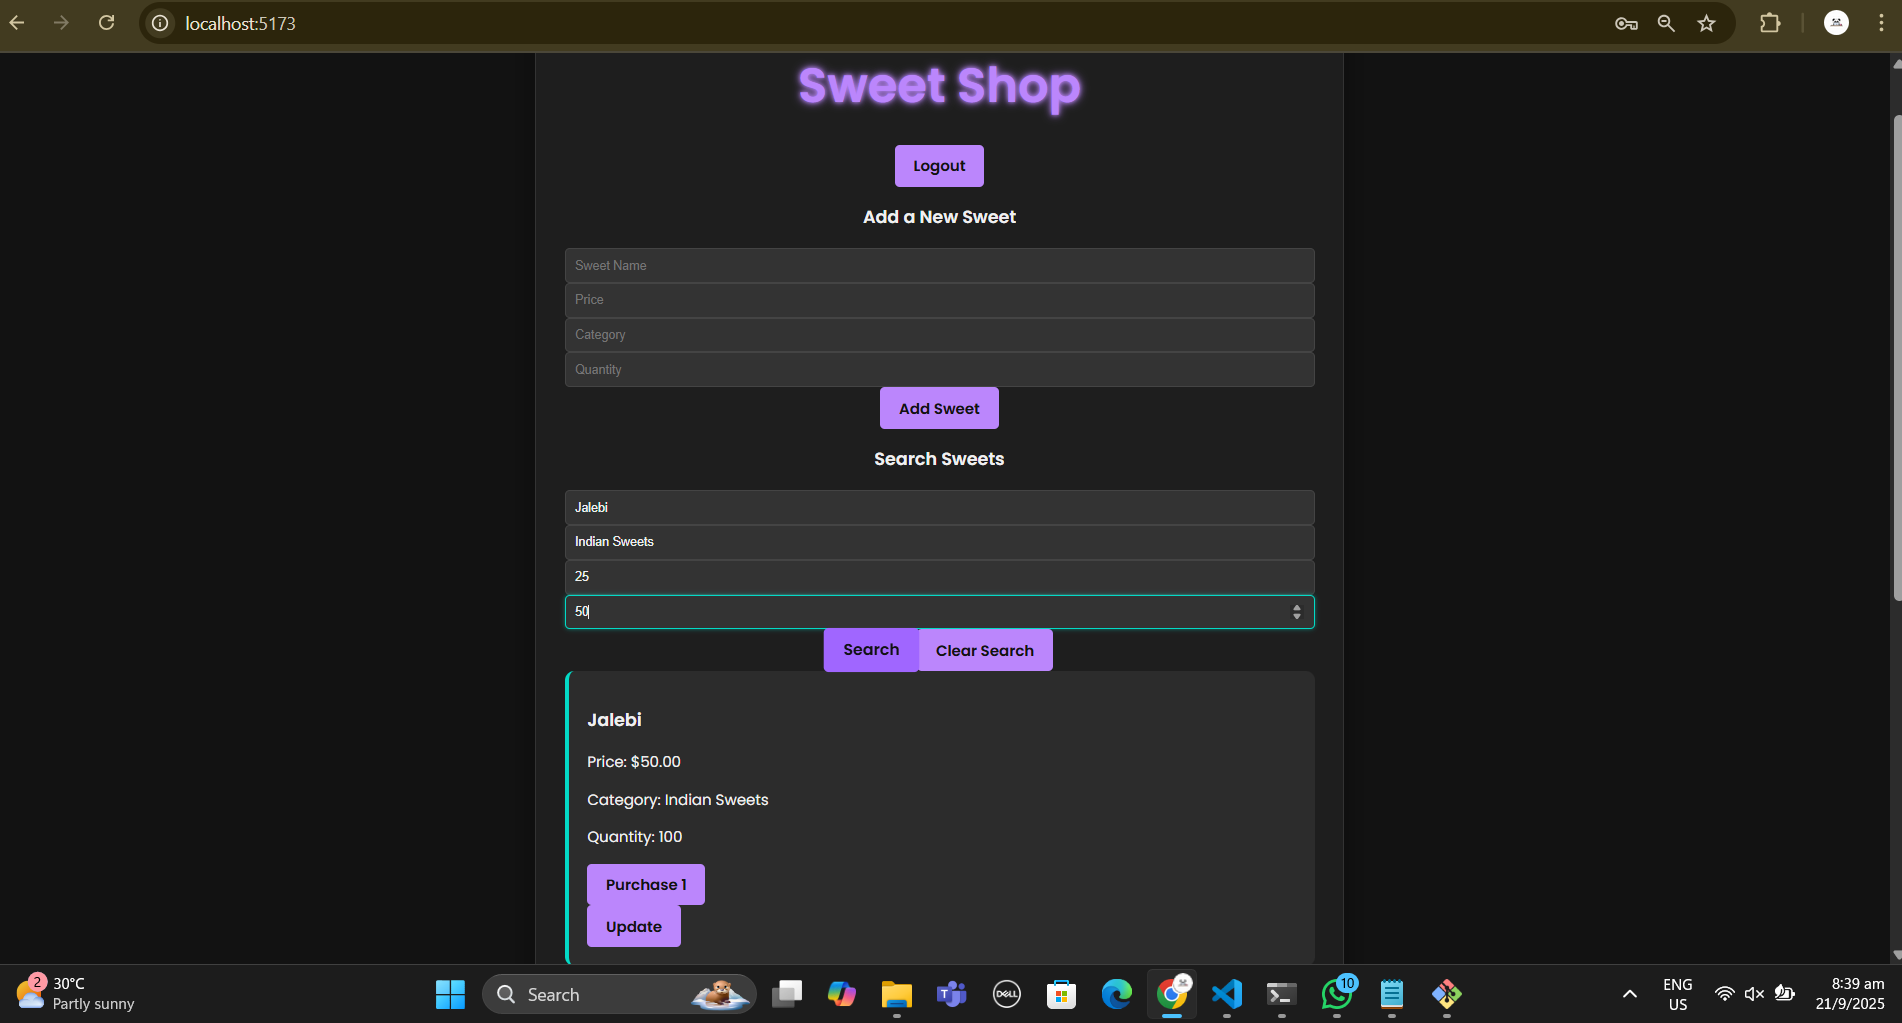 localhost:5173
Sweet Shop
Logout
Add a New Sweet
Sweet Name
Price
Category
Quantity
Add Sweet
Search Sweets
Jalebi
Indian Sweets
25
50
Search Clear Search
Jalebi
Price: $50.00
Category: Indian Sweets
Quantity: 100
Purchase 1
Update
2 30°C
Partly sunny
Search
T
DELL
10
ENG
US
8:39 am
21/9/2025